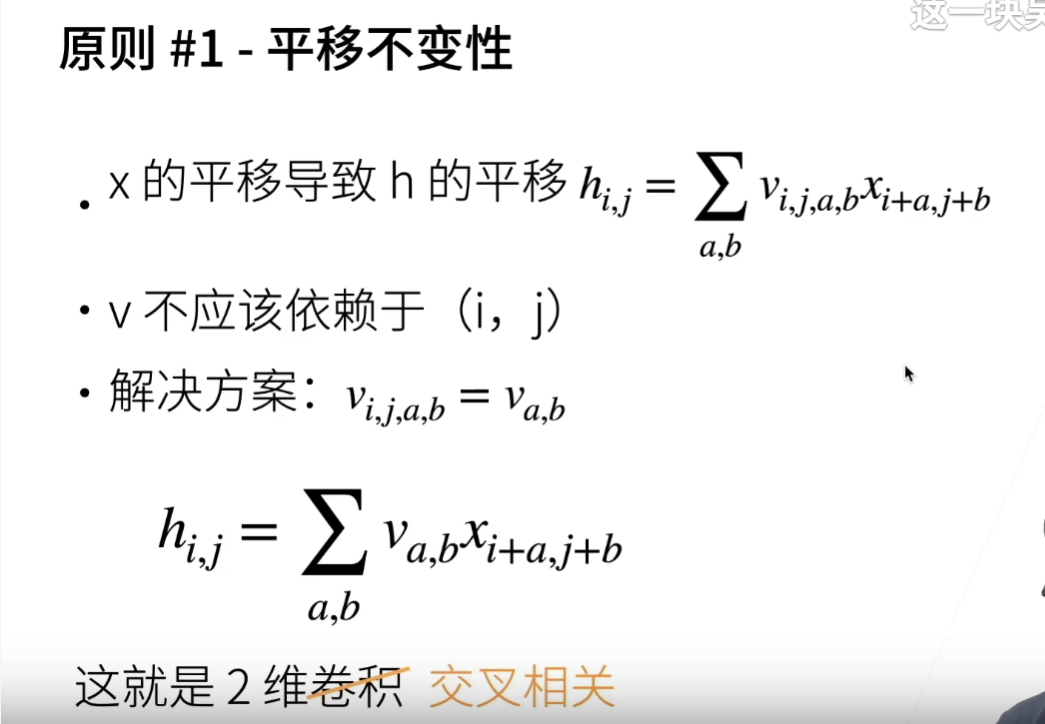 这一块吴
原则 #1 - 平移不变性
• x 的平移导致 h 的平移 h_{i,j} = ∑_{a,b} v_{i,j,a,b}x_{i+a,j+b}
• v 不应该依赖于（i，j）
• 解决方案：v_{i,j,a,b} = v_{a,b}
h_{i,j} = ∑_{a,b} v_{a,b}x_{i+a,j+b}
这就是 2 维卷积 交叉相关